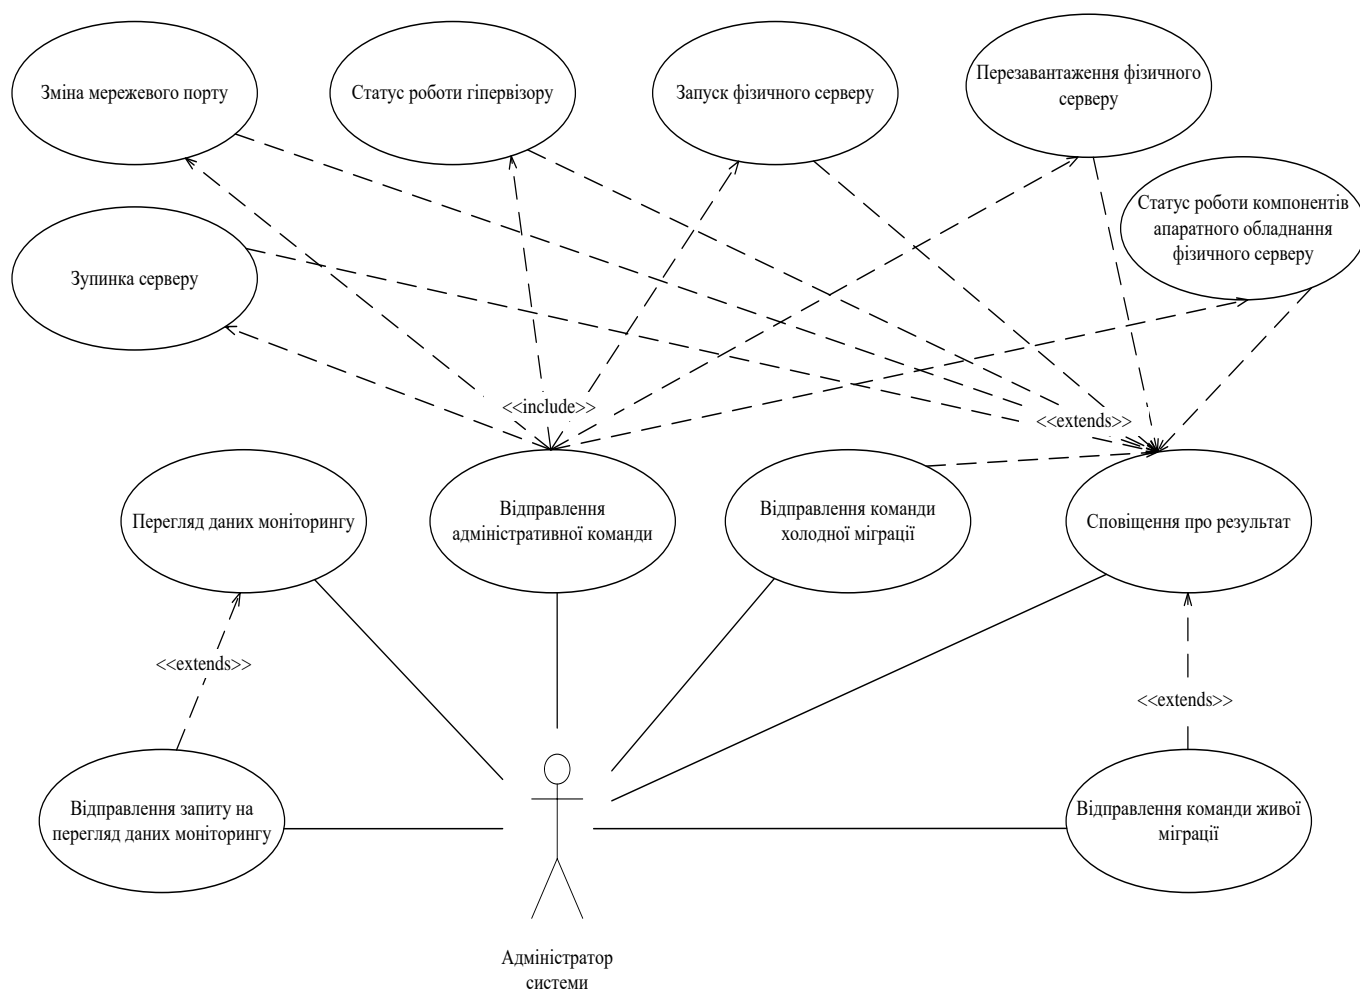 Зміна мережевого порту
Статус роботи гіпервізору
Запуск фізичного серверу
Перезавантаження фізичного
серверу
Статус роботи компонентів
апаратного обладнання
фізичного серверу
Зупинка серверу
<<include>>
<<extends>>
Перегляд даних моніторингу
Відправлення
адміністративної команди
Відправлення команди
холодної міграції
Сповіщення про результат
<<extends>>
<<extends>>
Відправлення запиту на
перегляд даних моніторингу
Відправлення команди живої
міграції
Адміністратор
системи